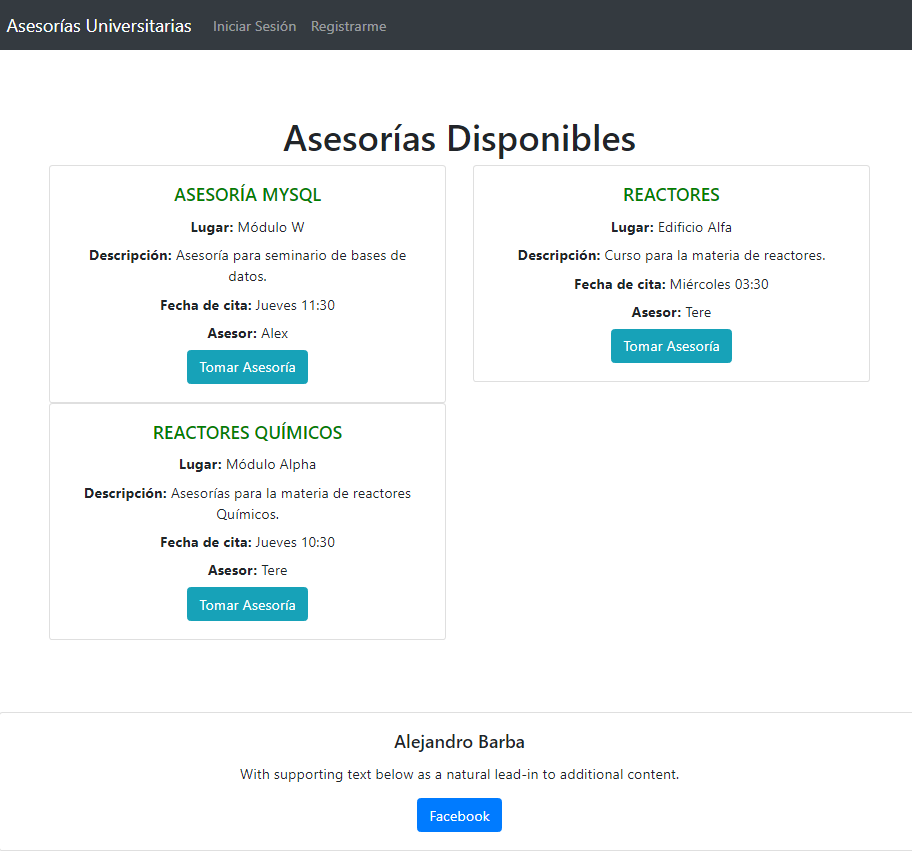 Asesorías Universitarias Iniciar Sesión Registrarme
Asesorías Disponibles
ASESORÍA MYSQL
Lugar: Módulo W
Descripción: Asesoría para seminario de bases de
datos.
Fecha de cita: Jueves 11:30
Asesor: Alex
Tomar Asesoría
REACTORES
Lugar: Edificio Alfa
Descripción: Curso para la materia de reactores.
Fecha de cita: Miércoles 03:30
Asesor: Tere
Tomar Asesoría
REACTORES QUÍMICOS
Lugar: Módulo Alpha
Descripción: Asesorías para la materia de reactores
Químicos.
Fecha de cita: Jueves 10:30
Asesor: Tere
Tomar Asesoría
Alejandro Barba
With supporting text below as a natural lead-in to additional content.
Facebook